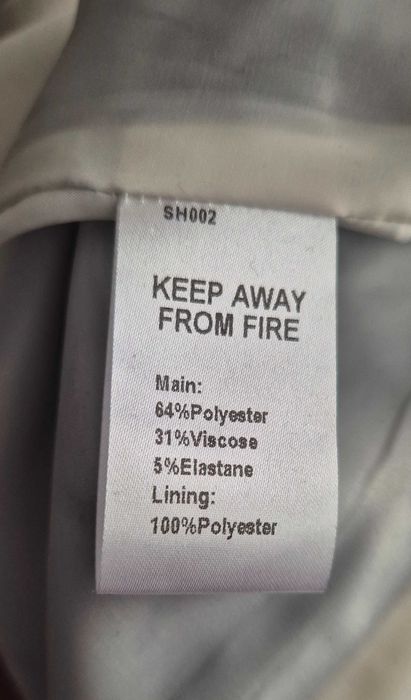 SH002
KEEP AWAY
FROM FIRE
Main:
64%Polyester
31%Viscose
5%Elastane
Lining:
100%Polyester